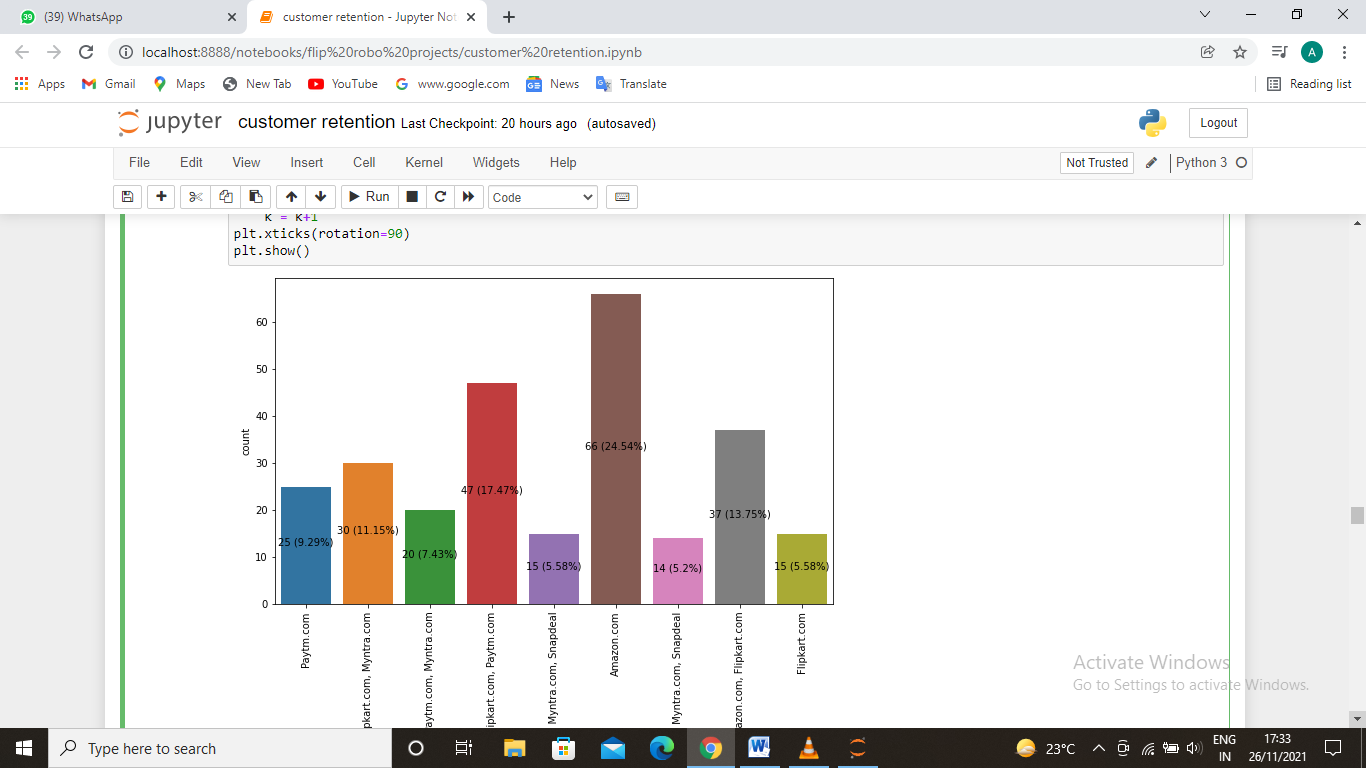 (39) WhatsApp
customer retention - Jupyter Not
localhost:8888/notebooks/flip%20robo%20projects/customer%20retention.ipynb
A
Apps Gmail Maps New Tab YouTube www.google.com News Translate Reading list
jupyter customer retention Last Checkpoint: 20 hours ago (autosaved) Logout
File Edit View Insert Cell Kernel Widgets Help Not Trusted Python 3
Run Code
k = k+1
plt.xticks(rotation=90)
plt.show()
60
50
40
30
20
10
0
count
25 (9.29%)
30 (11.15%)
20 (7.43%)
47 (17.47%)
15 (5.58%)
66 (24.54%)
14 (5.2%)
37 (13.75%)
15 (5.58%)
Paytm.com
pkart.com, Myntra.com
aytm.com, Myntra.com
ipkart.com, Paytm.com
Myntra.com, Snapdeal
Amazon.com
Myntra.com, Snapdeal
azon.com, Flipkart.com
Flipkart.com
Activate Windows
Go to Settings to activate Windows.
Type here to search
23°C
ENG
IN
17:33
26/11/2021